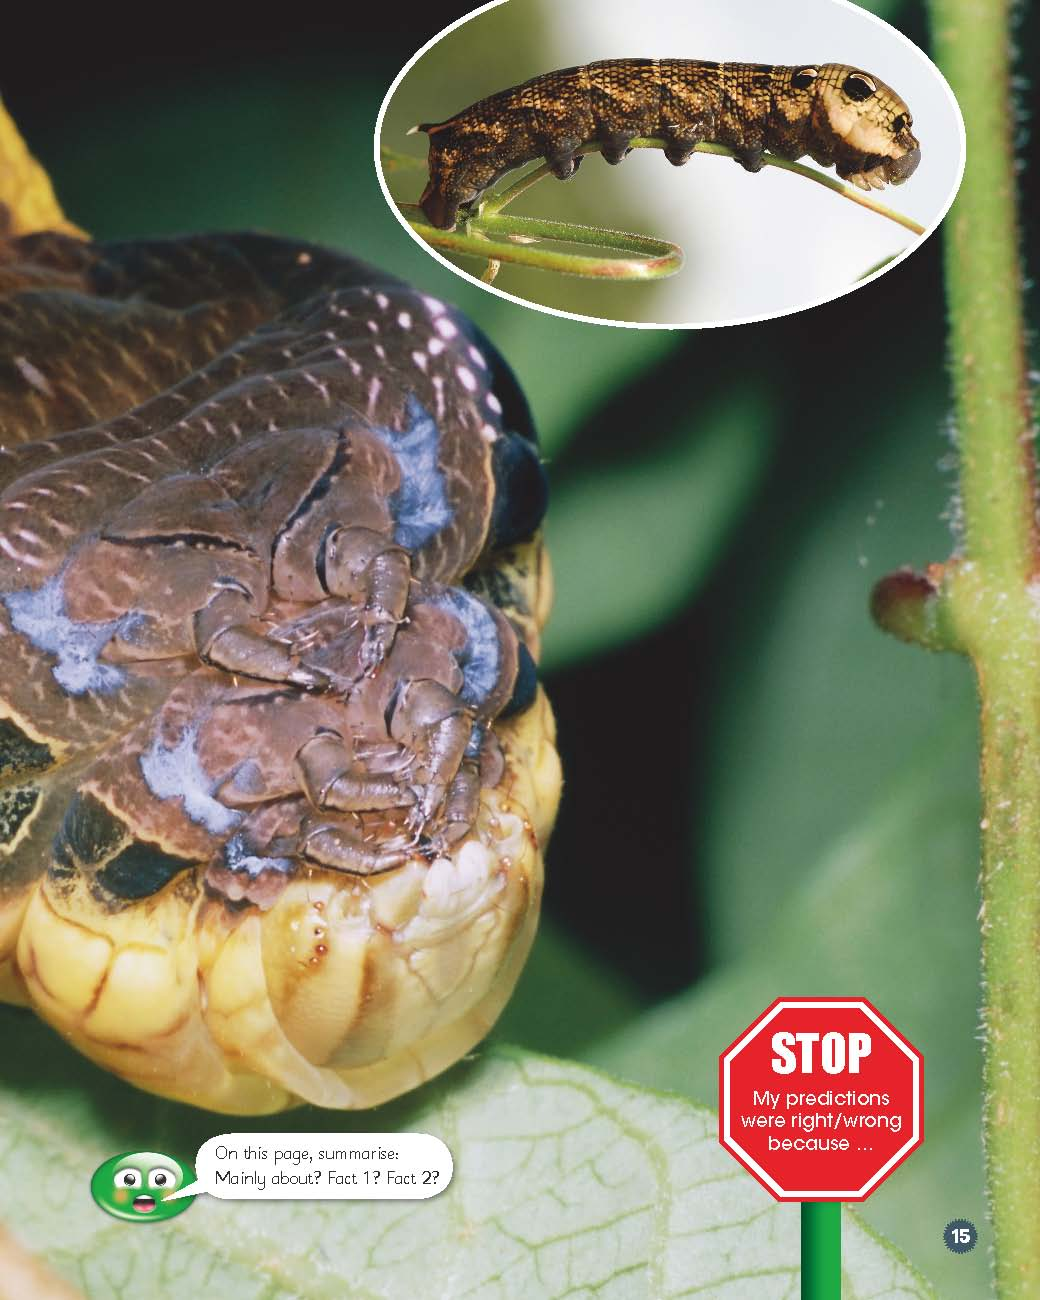 STOP
My predictions
were right/wrong
because ...
On this page, summarise:
Mainly about? Fact 1? Fact 2?
15